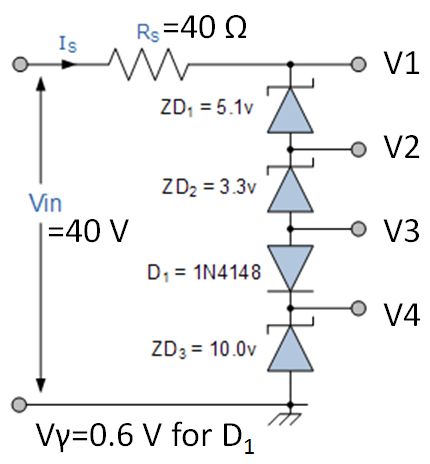 Rs=40 Ω
Is
V1
ZD1 = 5.1v
V2
ZD2 = 3.3v
Vin
=40 V
V3
D1 = 1N4148
V4
ZD3 = 10.0v
Vγ=0.6 V for D1